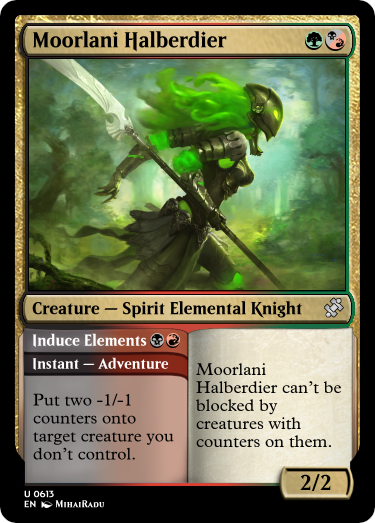 Moorlani Halberdier
Creature — Spirit Elemental Knight
Induce Elements
Instant — Adventure
Put two -1/-1
counters onto
target creature you
don't control.
Moorlani
Halberdier can't be
blocked by
creatures with
counters on them.
2/2
U 0613
EN MihaiRadu